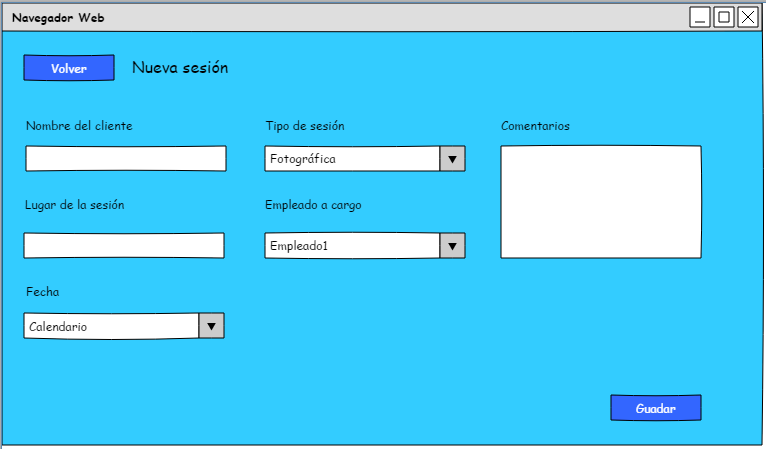 Navegador Web
Volver
Nueva sesión
Nombre del cliente
Tipo de sesión
Comentarios
Fotográfica
Lugar de la sesión
Empleado a cargo
Empleado1
Fecha
Calendario
Guadar